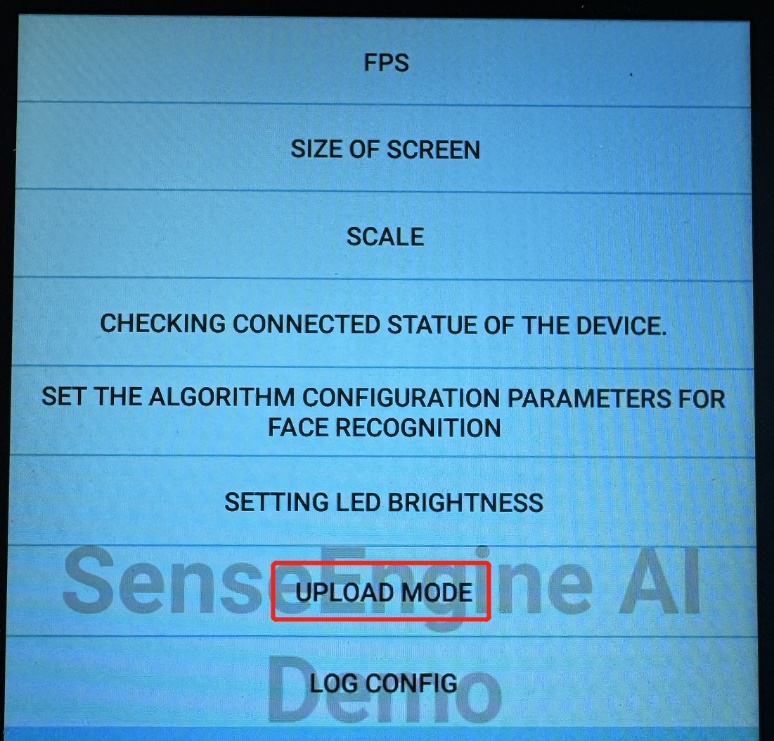 FPS
SIZE OF SCREEN
SCALE
CHECKING CONNECTED STATUE OF THE DEVICE.
SET THE ALGORITHM CONFIGURATION PARAMETERS FOR
FACE RECOGNITION
SETTING LED BRIGHTNESS
SenseEngine AI
UPLOAD MODE
Demo
LOG CONFIG